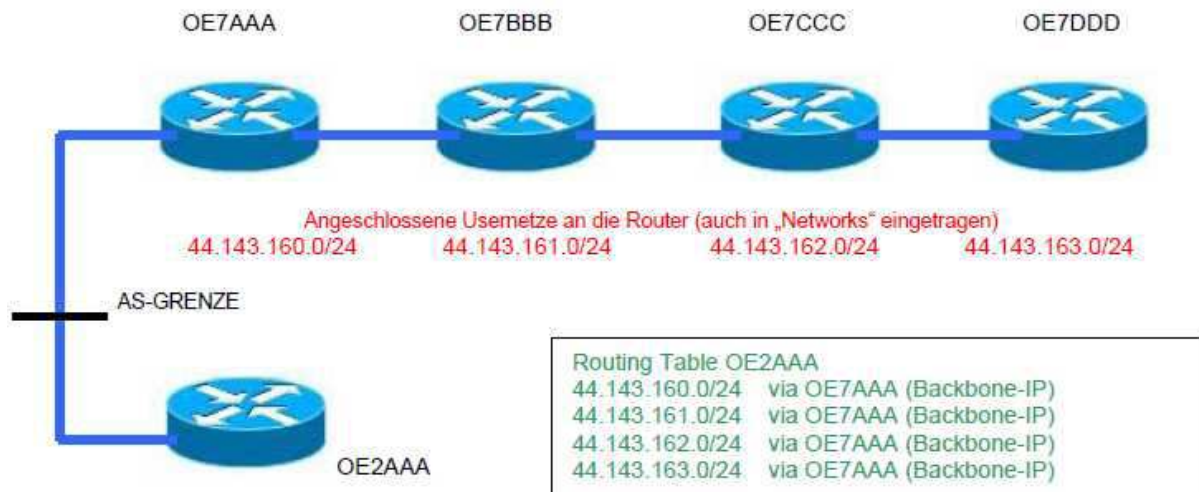 OE7AAA OE7BBB OE7CCC OE7DDD
Angeschlossene Usernetze an die Router (auch in „Networks“ eingetragen)
44.143.160.0/24 44.143.161.0/24 44.143.162.0/24 44.143.163.0/24
AS-GRENZE
OE2AAA
Routing Table OE2AAA
44.143.160.0/24 via OE7AAA (Backbone-IP)
44.143.161.0/24 via OE7AAA (Backbone-IP)
44.143.162.0/24 via OE7AAA (Backbone-IP)
44.143.163.0/24 via OE7AAA (Backbone-IP)